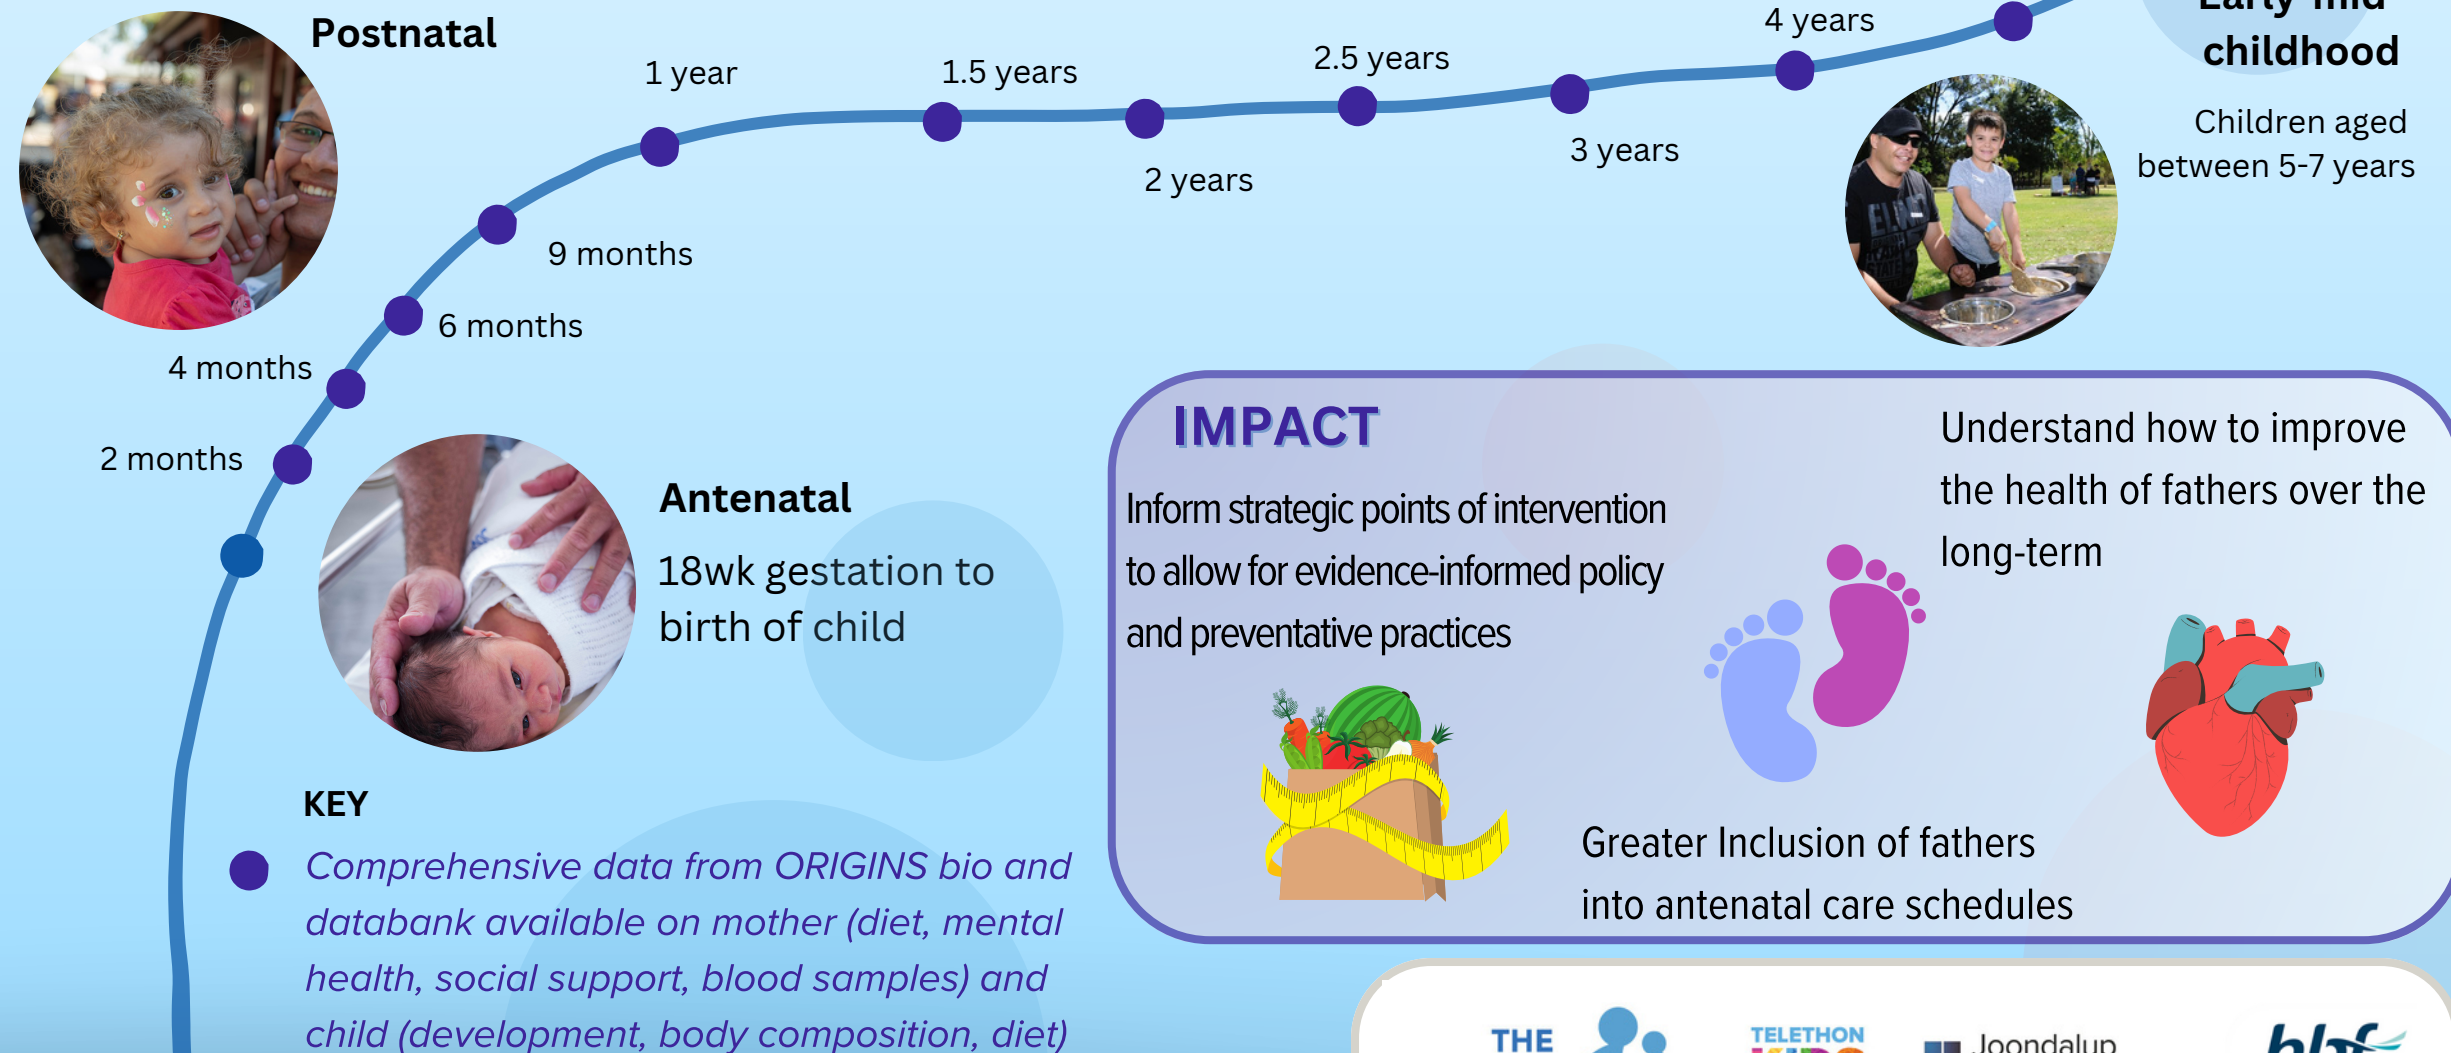 Postnatal
1 year
1.5 years
2 years
2.5 years
3 years
4 years
Early-mid
childhood
Children aged
between 5-7 years
9 months
6 months
4 months
2 months
Antenatal
18wk gestation to
birth of child
KEY
Comprehensive data from ORIGINS bio and
databank available on mother (diet, mental
health, social support, blood samples) and
child (development, body composition, diet)
IMPACT
Inform strategic points of intervention
to allow for evidence-informed policy
and preventative practices
Understand how to improve
the health of fathers over the
long-term
Greater Inclusion of fathers
into antenatal care schedules
THE
TELETHON
KIDS
Joondalup
hbf